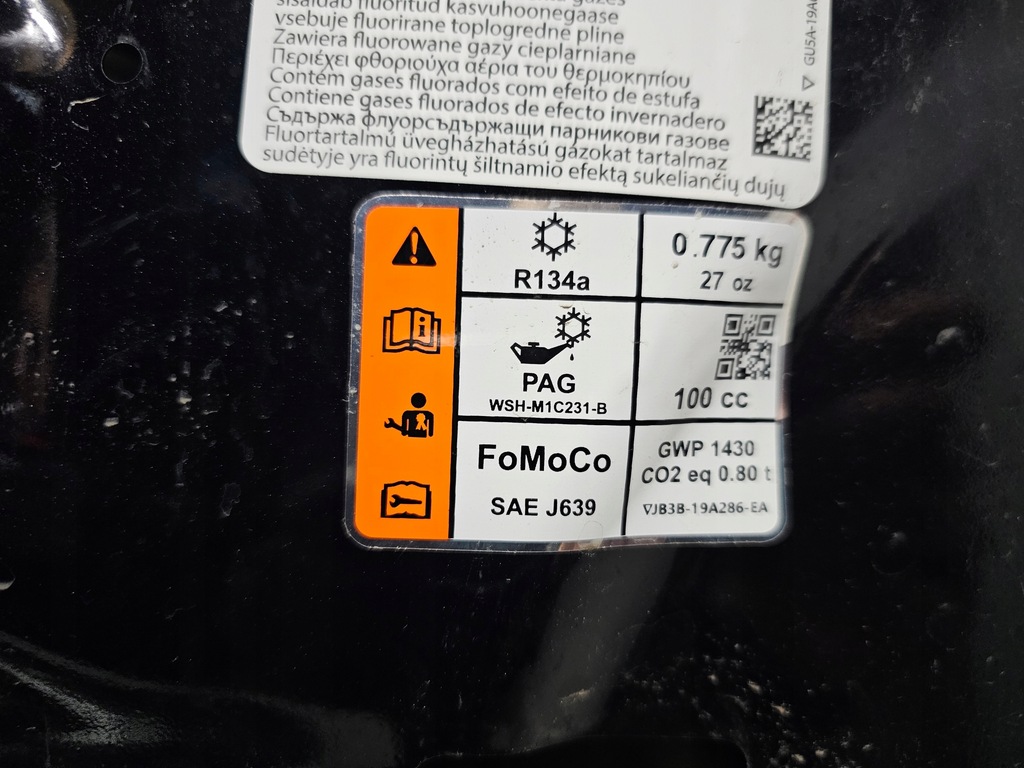 sisaldab fluoritud kasvuhoonegaase
vsebuje fluorirane toplogredne pline
Zawiera fluorowane gazy cieplarniane
Περιέχει φθοριούχα αέρια του θερμοκηπίου
Contém gases fluorados com efeito de estufa
Contiene gases fluorados de efecto invernadero
Съдържа флуорсъдържащи парникови газове
Fluortartalmú üvegházhatású gázokat tartalmaz
sudėtyje yra fluorintų šiltnamio efektą sukeliančių dujų
R134a
0.775 kg
27 oz
PAG
WSH-M1C231-B
100 cc
FoMoCo
SAE J639
GWP 1430
CO2 eq 0.80 t
∇JB3B-19A286-EA